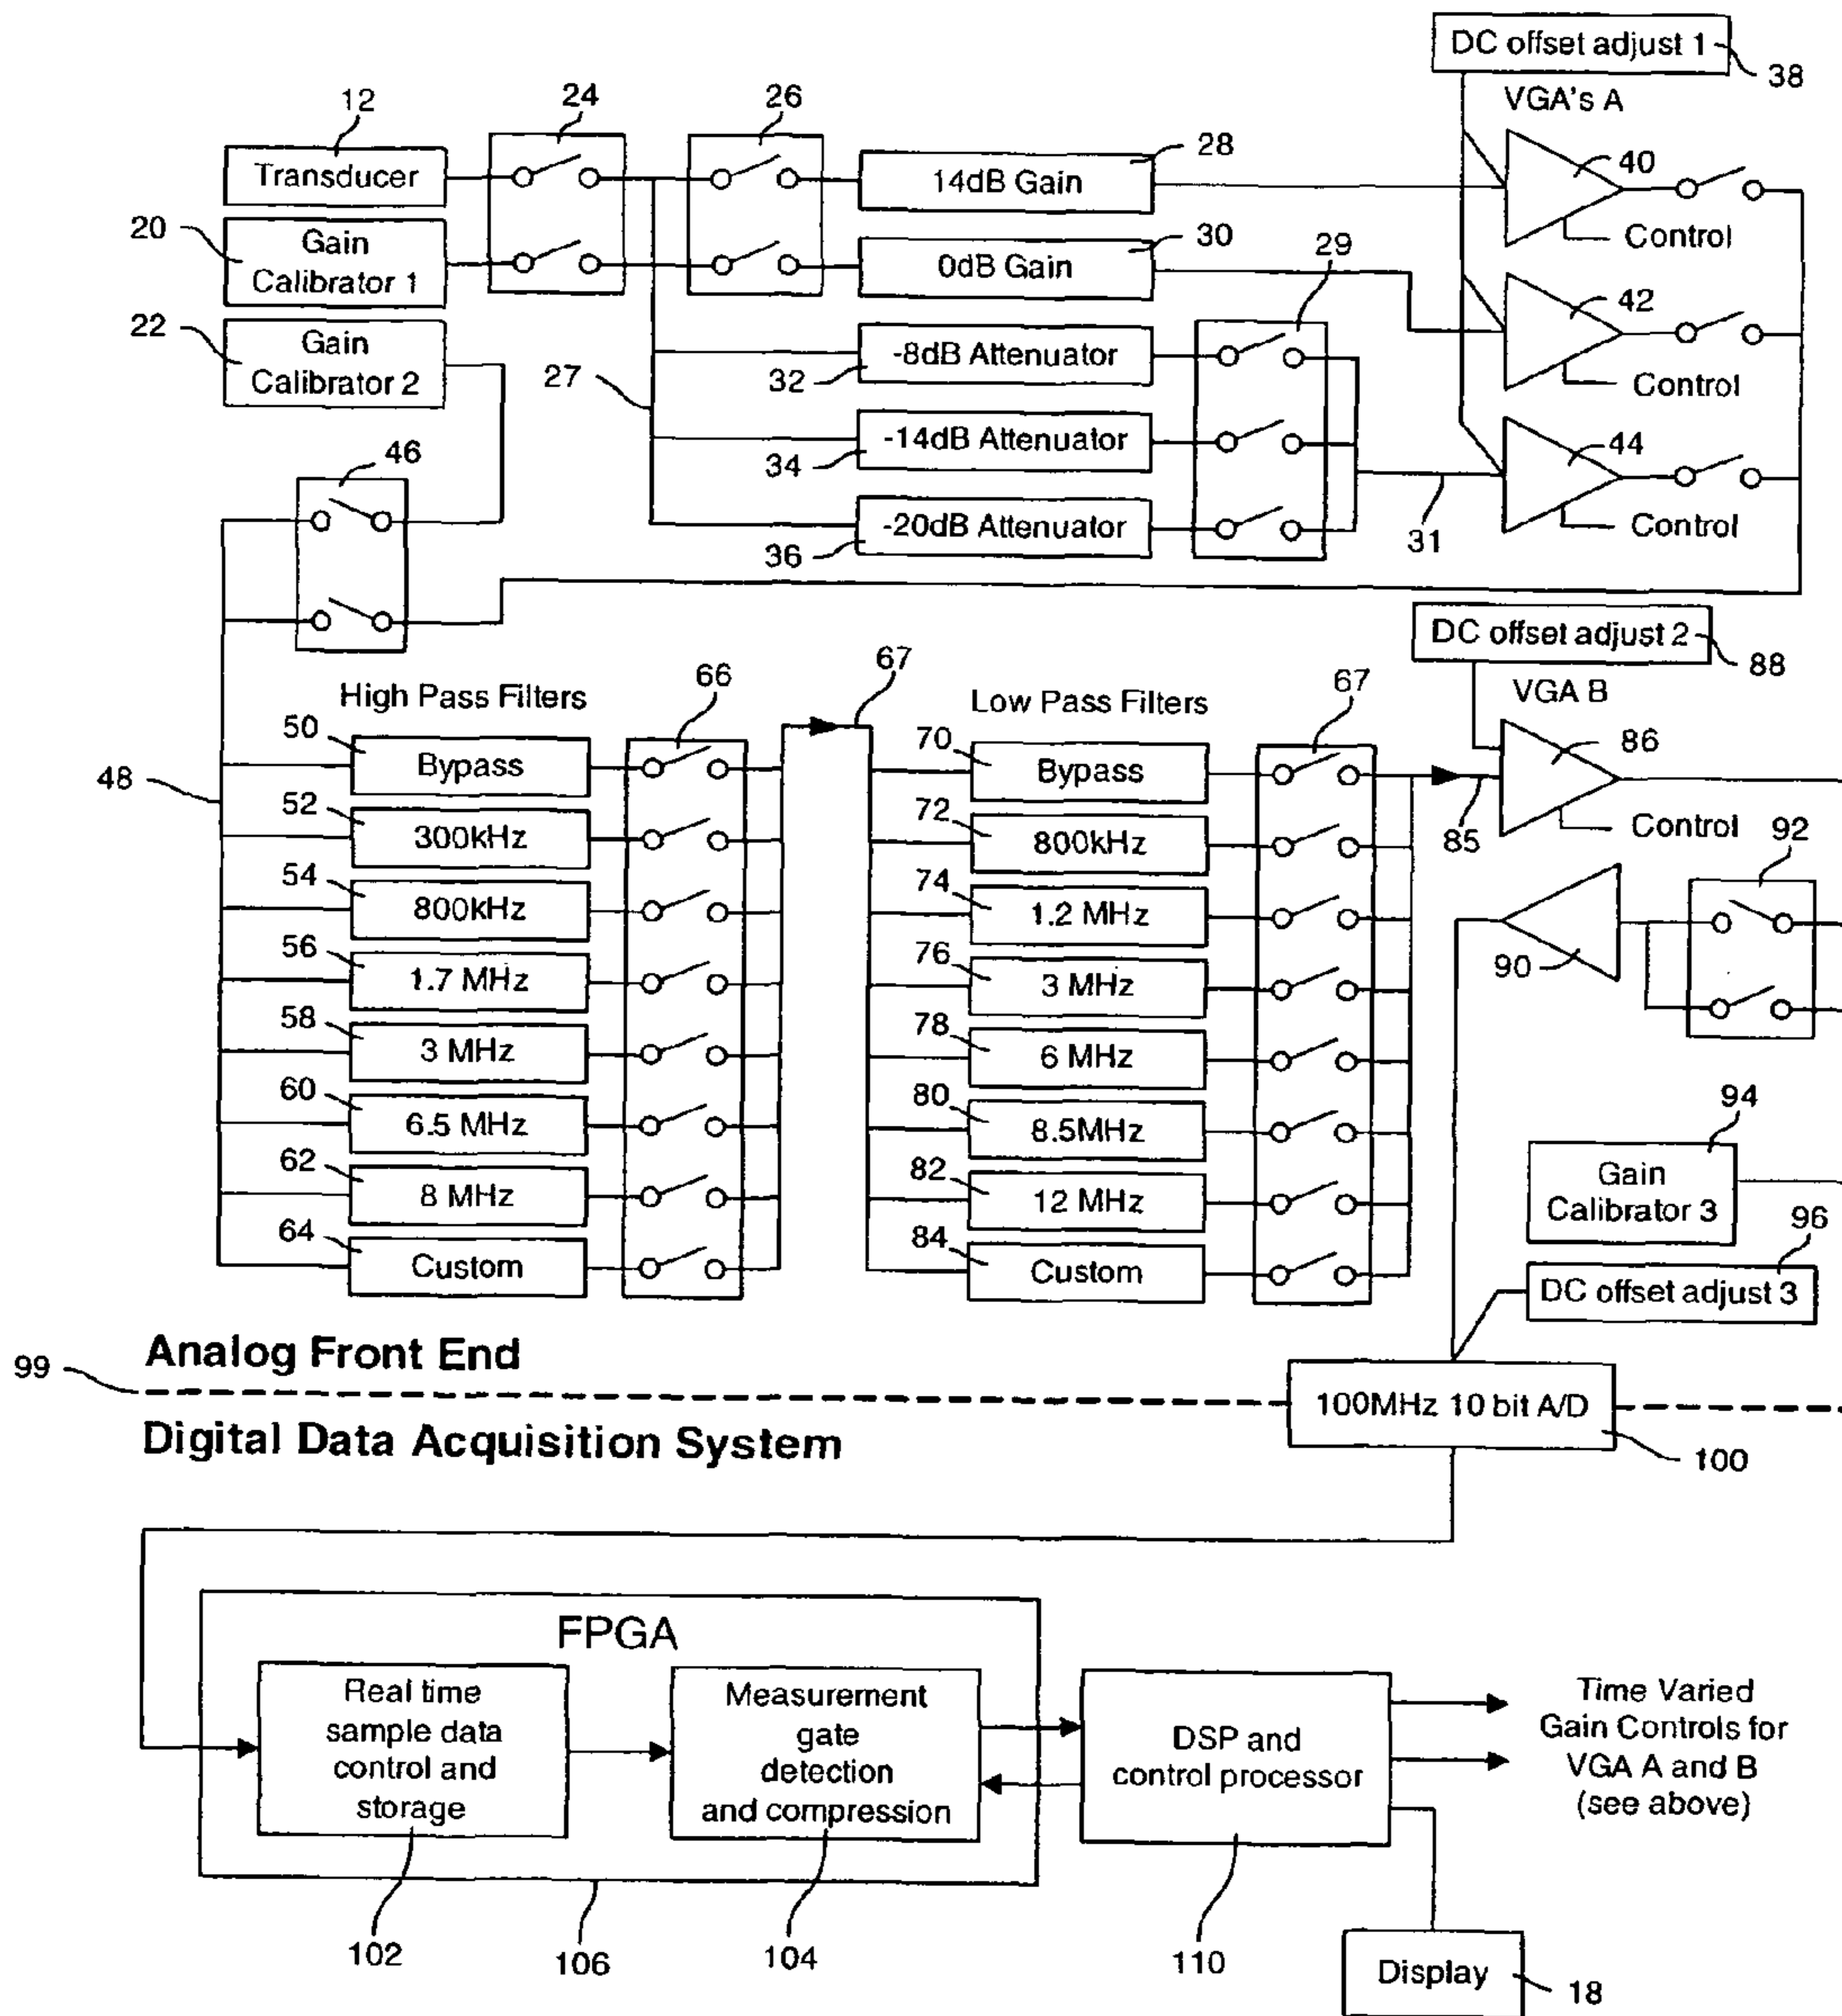 DC offset adjust 1
38
VGA's A
12
24
26
28
Transducer
14dB Gain
40
Control
20
Gain
Calibrator 1
30
0dB Gain
29
42
Control
22
Gain
Calibrator 2
27
-8dB Attenuator
32
-14dB Attenuator
34
44
46
-20dB Attenuator
36
31
Control
DC offset adjust 2
88
VGA B
High Pass Filters
66
67
Low Pass Filters
67
86
Control
85
48
50
Bypass
52
300kHz
54
800kHz
56
1.7 MHz
58
3 MHz
60
6.5 MHz
62
8 MHz
64
Custom
70
Bypass
72
800kHz
74
1.2 MHz
76
3 MHz
78
6 MHz
80
8.5MHz
82
12 MHz
84
Custom
92
90
94
Gain
Calibrator 3
96
DC offset adjust 3
Analog Front End
99
100MHz 10 bit A/D
Digital Data Acquisition System
100
FPGA
Real time
sample data
control and
storage
Measurement
gate
detection
and compression
DSP and
control processor
Time Varied
Gain Controls for
VGA A and B
(see above)
102
106
104
110
Display
18